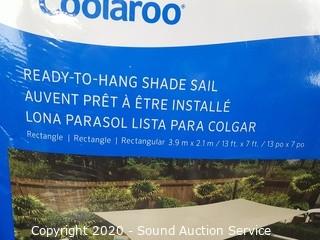 Coolaroo®
READY-TO-HANG SHADE SAIL
AUVENT PRÊT À ÊTRE INSTALLÉ
LONA PARASOL LISTA PARA COLGAR
Rectangle | Rectangle | Rectangular 3.9 m x 2.1 m / 13 ft. x 7 ft. / 13 po x 7 po
Copyright 2020 - Sound Auction Service